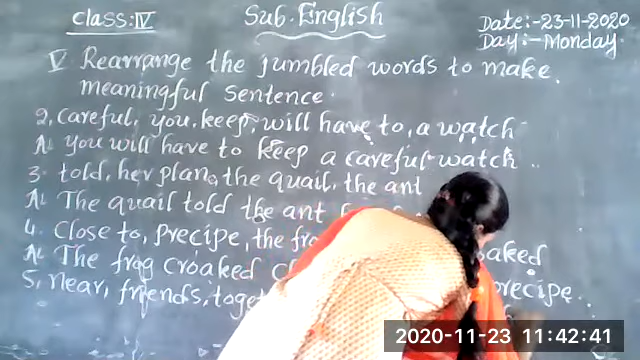 Class: IV
Sub. English
Date:-23-11-2020
Day:- Monday
V Rearrange the jumbled words to make
meaningful sentence.
2, careful, you, keep, will have to, a watch
A. you will have to keep a careful watch..
3. told, her plan, the quail, the ant
A. The quail told the ant
4. Close to, precipe, the croaked
A. The frog croaked precipe..
5, near, friends,
2020-11-23 11:42:41